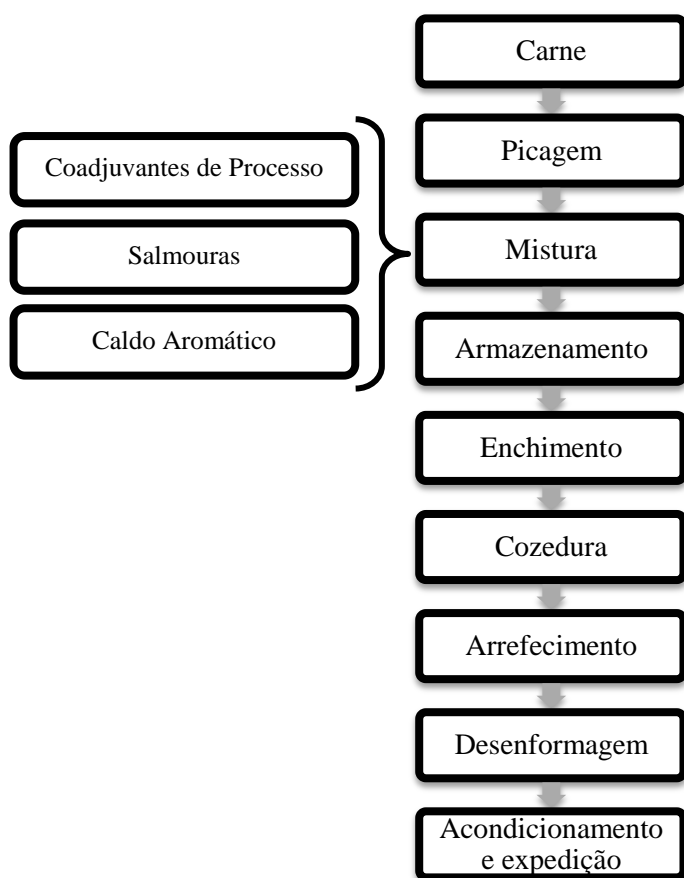 Carne
Picagem
Coadjuvantes de Processo
Salmouras
Caldo Aromático
Mistura
Armazenamento
Enchimento
Cozedura
Arrefecimento
Desenformagem
Acondicionamento
e expedição